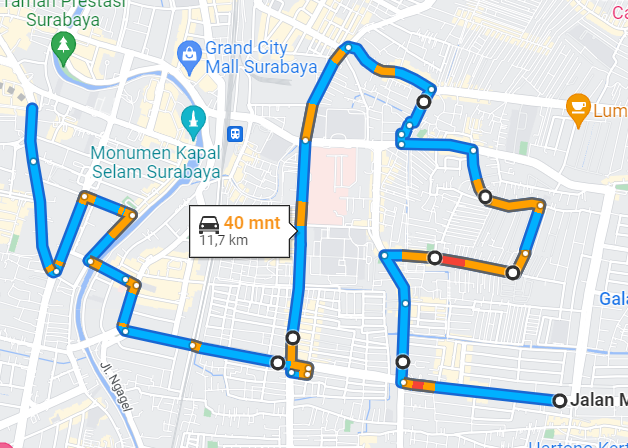 Taman Prestasi
Surabaya
Grand City
Mall Surabaya
Monumen Kapal
Selam Surabaya
40 mnt
11,7 km
Jl. Ngagel
Ca
Lum
Gala
Jalan M